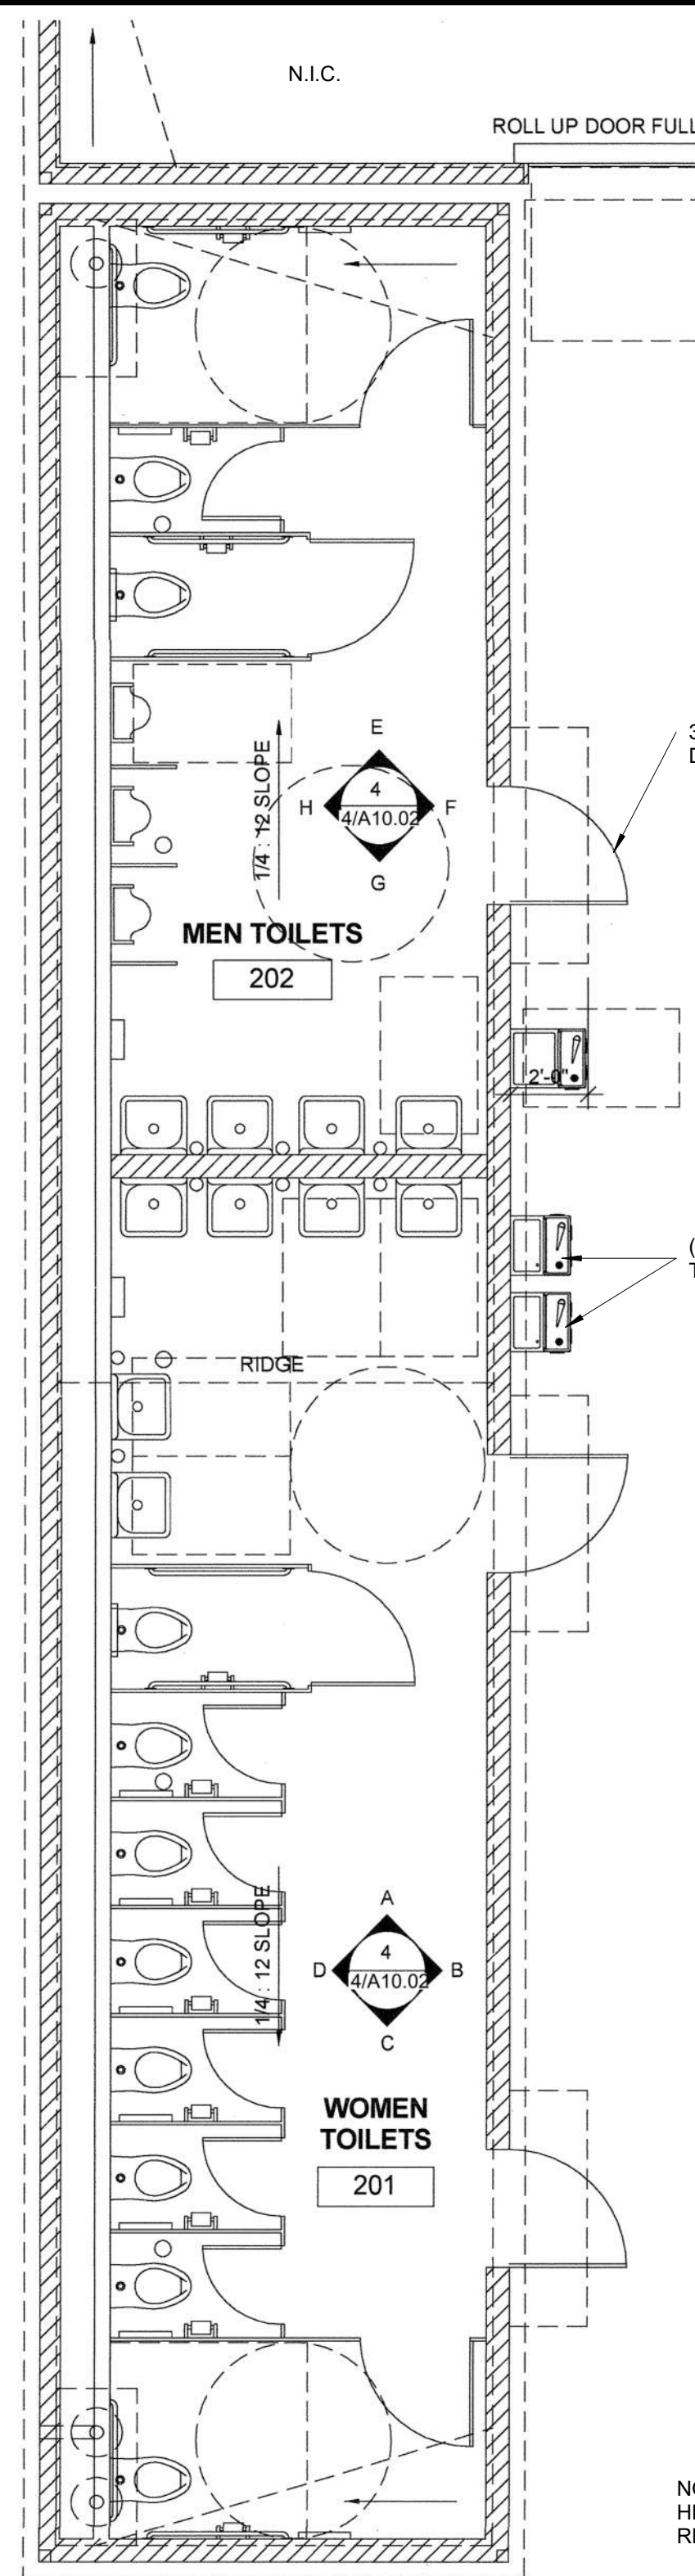 N.I.C.
ROLL UP DOOR FULL
3
D
E
4
H
F
4/A10.02
G
1/4 : 12 SLOPE
MEN TOILETS
202
2'-0"
(
T
RIDGE
A
4
D
B
4/A10.02
C
1/4 : 12 SLOPE
WOMEN
TOILETS
201